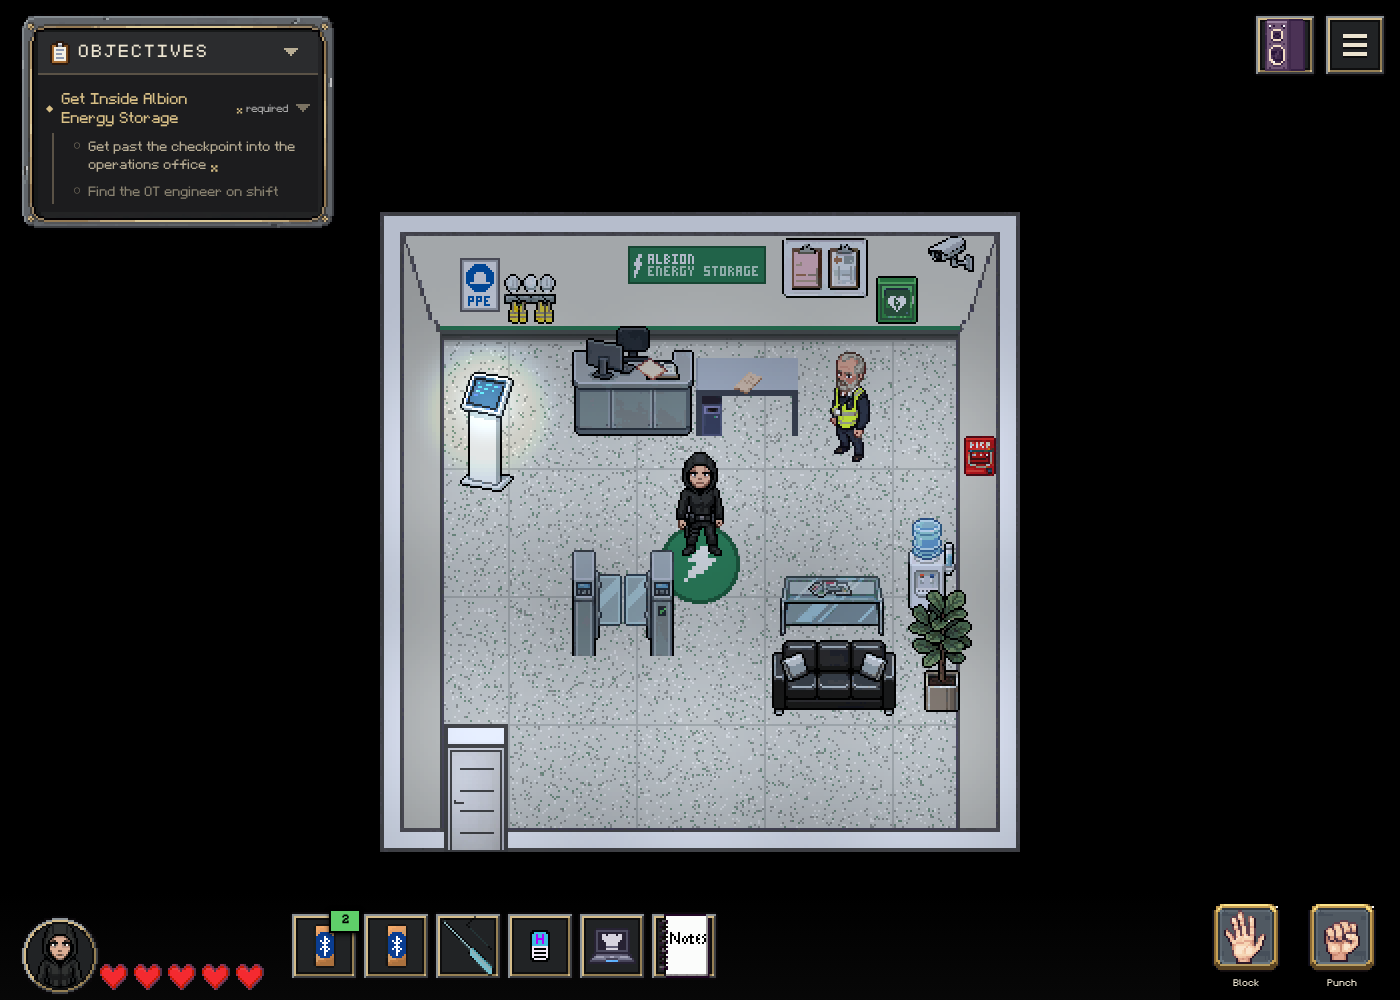 OBJECTIVES
Get Inside Albion
Energy Storage
required
Get past the checkpoint into the
operations office
Find the OT engineer on shift
ALBION
ENERGY STORAGE
PPE
FIRE
2
H
Notes
Block
Punch